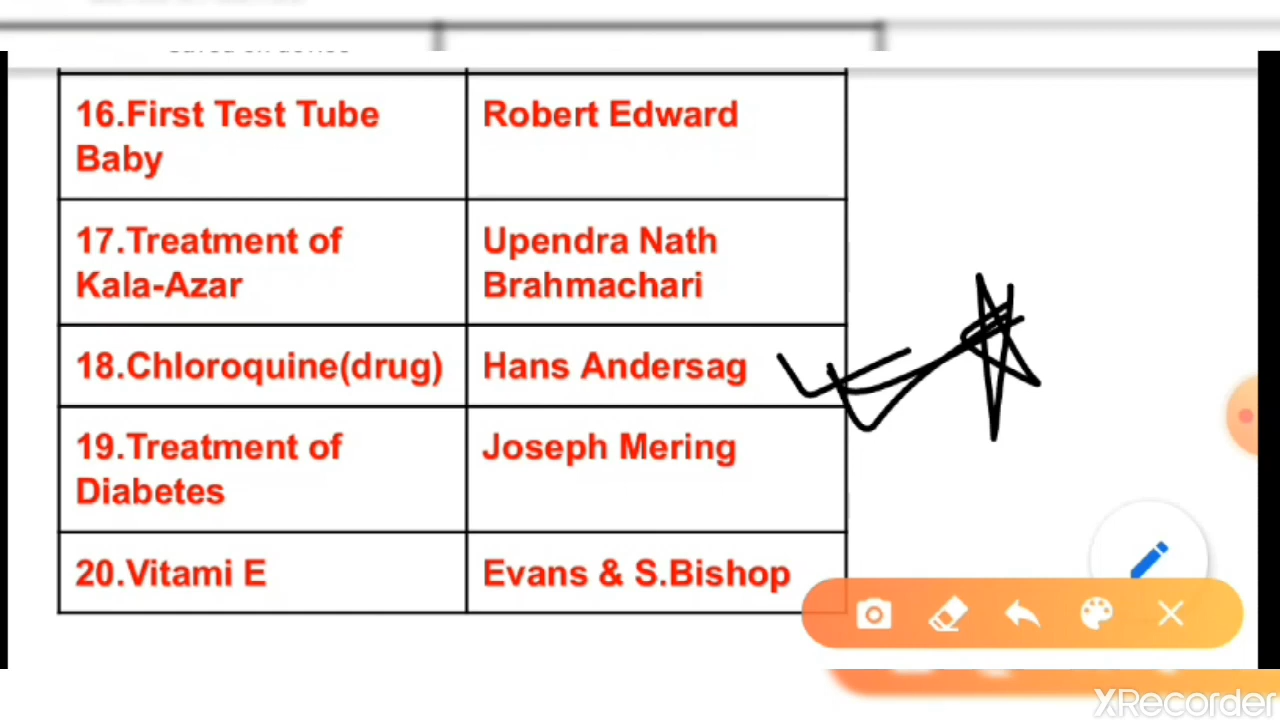 16.First Test Tube
Baby
Robert Edward
17.Treatment of
Kala-Azar
Upendra Nath
Brahmachari
18.Chloroquine(drug)
Hans Andersag
19.Treatment of
Diabetes
Joseph Mering
20.Vitami E
Evans & S.Bishop
XRecorder